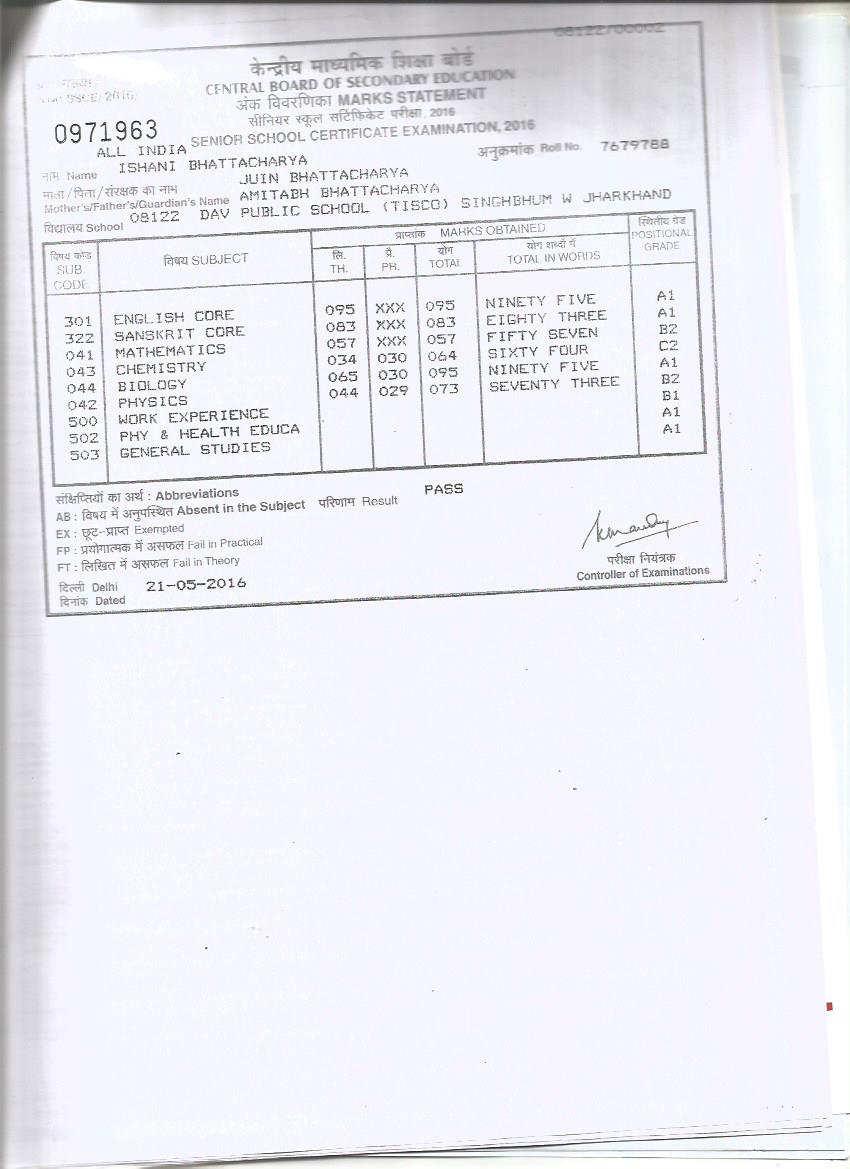 08122/00002
केन्द्रीय माध्यमिक शिक्षा बोर्ड
CENTRAL BOARD OF SECONDARY EDUCATION
SSCE/2016
अंक विवरणिका MARKS STATEMENT
सीनियर स्कूल सर्टिफिकेट परीक्षा, 2016
0971963
ALL INDIA SENIOR SCHOOL CERTIFICATE EXAMINATION, 2016
नाम Name ISHANI BHATTACHARYA अनुक्रमांक Roll No. 7679788
JUIN BHATTACHARYA
माता/पिता/संरक्षक का नाम
Mother's/Father's/Guardian's Name AMITABH BHATTACHARYA
विद्यालय School 08122 DAV PUBLIC SCHOOL (TISCO) SINGHBHUM W JHARKHAND
विषय कोड SUB. CODE विषय SUBJECT प्राप्तांक MARKS OBTAINED स्थितीय ग्रेड POSITIONAL GRADE
लि. TH. प्रै. PR. योग TOTAL योग शब्दों में TOTAL IN WORDS
301 ENGLISH CORE 095 XXX 095 NINETY FIVE A1
322 SANSKRIT CORE 083 XXX 083 EIGHTY THREE A1
041 MATHEMATICS 057 XXX 057 FIFTY SEVEN B2
043 CHEMISTRY 034 030 064 SIXTY FOUR C2
044 BIOLOGY 065 030 095 NINETY FIVE A1
042 PHYSICS 044 029 073 SEVENTY THREE B2
500 WORK EXPERIENCE B1
502 PHY & HEALTH EDUCA A1
503 GENERAL STUDIES A1
संक्षिप्तियों का अर्थ : Abbreviations
AB : विषय में अनुपस्थित Absent in the Subject परिणाम Result PASS
EX : छूट-प्राप्त Exempted
FP : प्रयोगात्मक में असफल Fail in Practical
FT : लिखित में असफल Fail in Theory
दिल्ली Delhi 21-05-2016
दिनांक Dated
परीक्षा नियंत्रक
Controller of Examinations